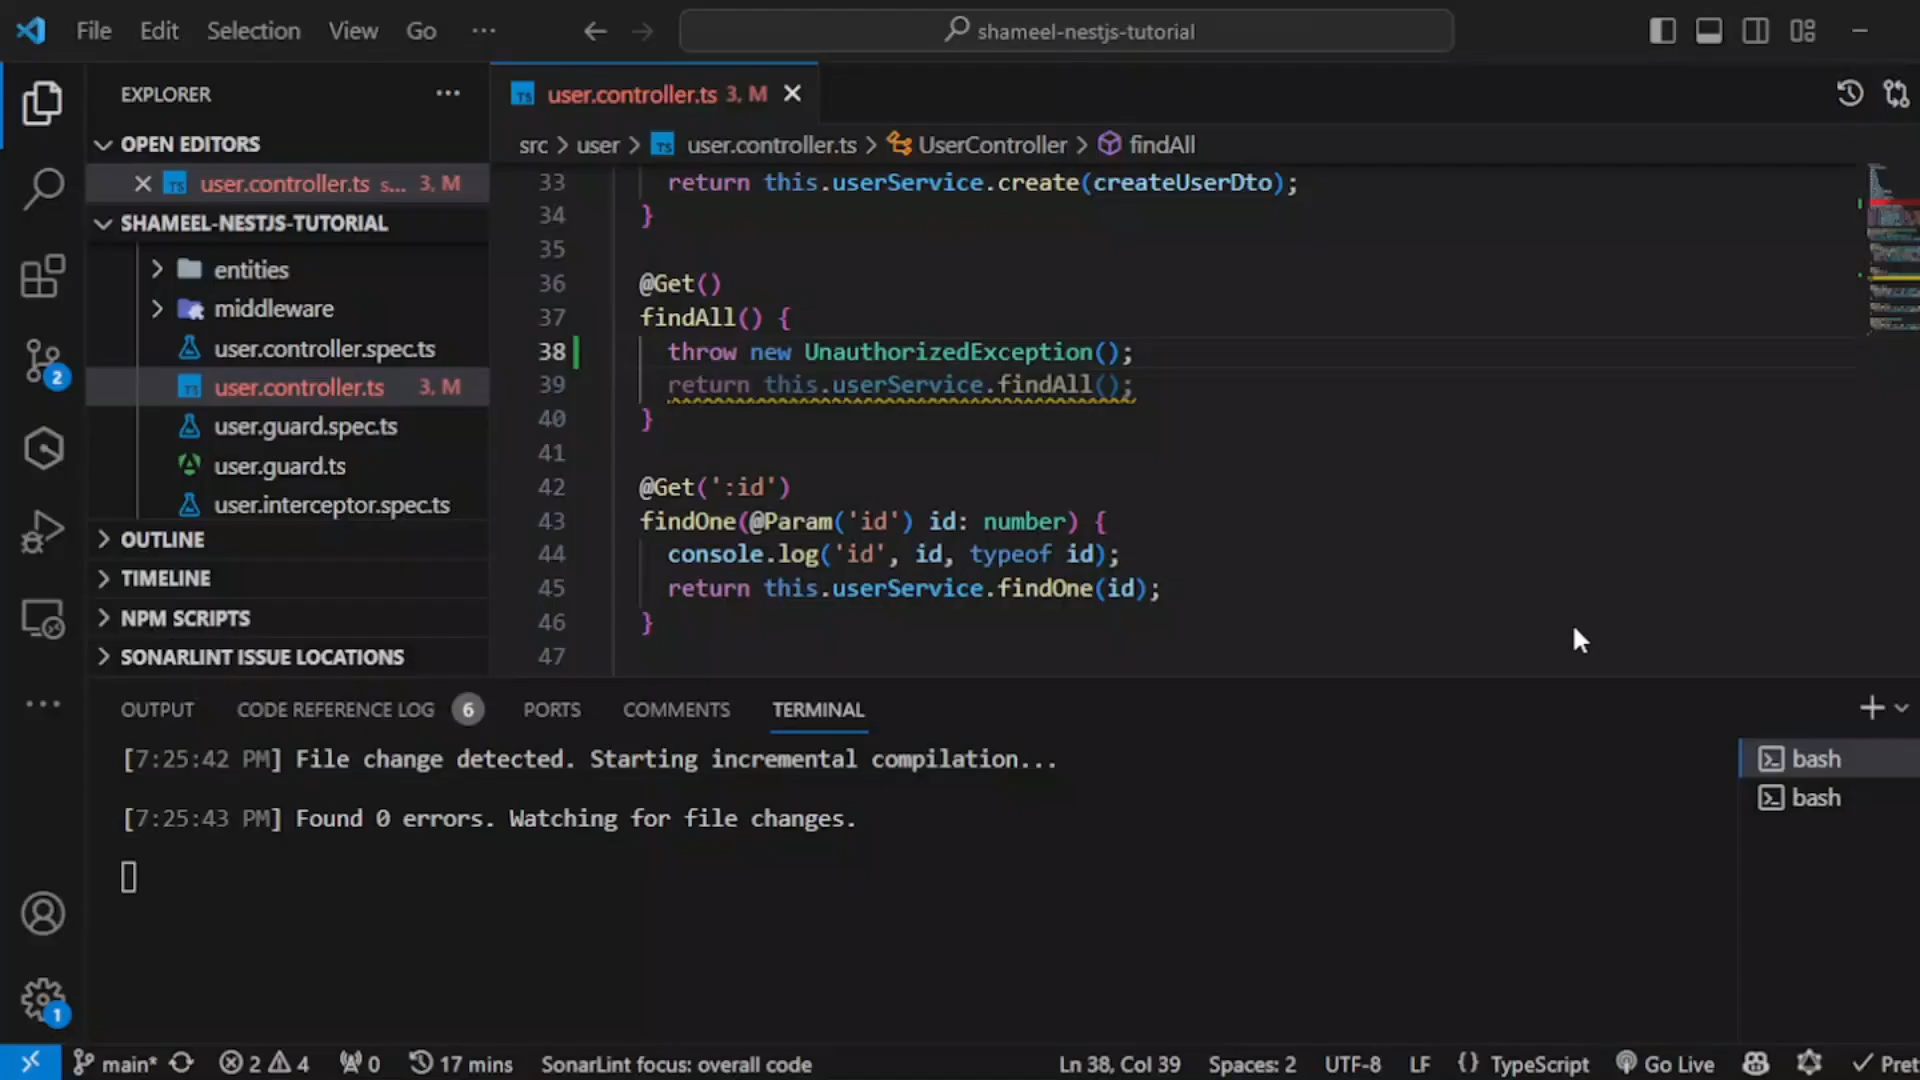 File Edit Selection View Go ··· shameel-nestjs-tutorial
EXPLORER ···
OPEN EDITORS
user.controller.ts s... 3, M
SHAMEEL-NESTJS-TUTORIAL
entities
middleware
user.controller.spec.ts
user.controller.ts 3, M
user.guard.spec.ts
user.guard.ts
user.interceptor.spec.ts
OUTLINE
TIMELINE
NPM SCRIPTS
SONARLINT ISSUE LOCATIONS
2
1
TS user.controller.ts 3, M
src > user > TS user.controller.ts > UserController > findAll
33 return this.userService.create(createUserDto);
34 }
35
36 @Get()
37 findAll() {
38 throw new UnauthorizedException();
39 return this.userService.findAll();
40 }
41
42 @Get(':id')
43 findOne(@Param('id') id: number) {
44 console.log('id', id, typeof id);
45 return this.userService.findOne(id);
46 }
47
OUTPUT CODE REFERENCE LOG 6 PORTS COMMENTS TERMINAL
[7:25:42 PM] File change detected. Starting incremental compilation...
[7:25:43 PM] Found 0 errors. Watching for file changes.
bash
bash
main* 2 4 0 17 mins SonarLint focus: overall code Ln 38, Col 39 Spaces: 2 UTF-8 LF {} TypeScript Go Live Pret